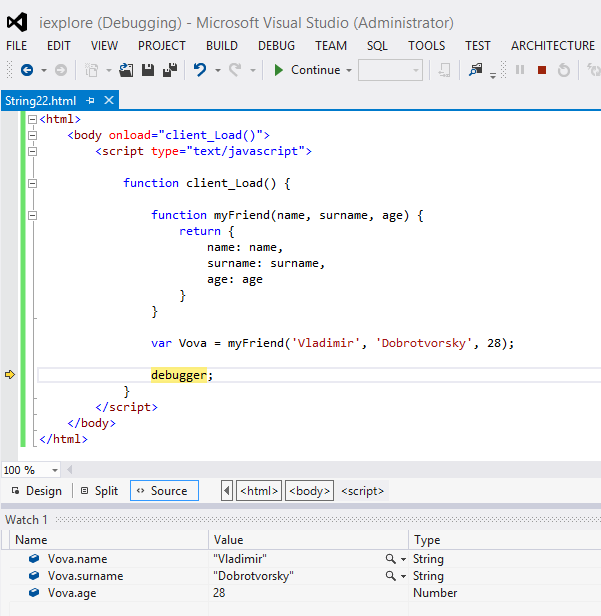 iexplore (Debugging) - Microsoft Visual Studio (Administrator)
FILE EDIT VIEW PROJECT BUILD DEBUG TEAM SQL TOOLS TEST ARCHITECTURE
Continue
String22.html
<html>
<body onload="client_Load()">
<script type="text/javascript">
function client_Load() {
function myFriend(name, surname, age) {
return {
name: name,
surname: surname,
age: age
}
}
var Vova = myFriend('Vladimir', 'Dobrotvorsky', 28);
debugger;
}
</script>
</body>
</html>
100 %
Design Split Source <html> <body> <script>
Watch 1
Name Value Type
Vova.name "Vladimir" String
Vova.surname "Dobrotvorsky" String
Vova.age 28 Number